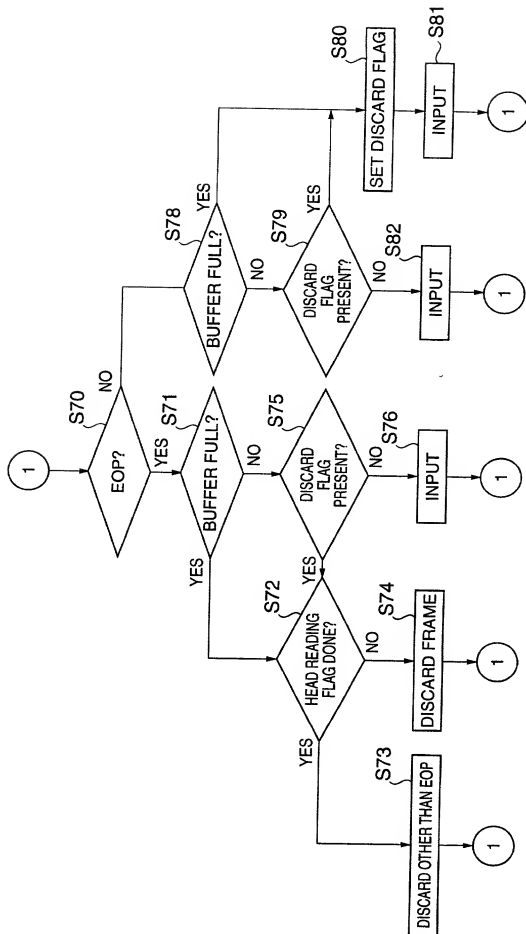 1
S70
EOP?
NO
YES
S71
BUFFER FULL?
YES
NO
S78
BUFFER FULL?
YES
NO
S72
HEAD READING
FLAG DONE?
YES
NO
S75
DISCARD
FLAG
PRESENT?
YES
NO
S79
DISCARD
FLAG
PRESENT?
YES
NO
S73
DISCARD OTHER THAN EOP
1
S74
DISCARD FRAME
1
S76
INPUT
1
S82
INPUT
1
S80
SET DISCARD FLAG
S81
INPUT
1